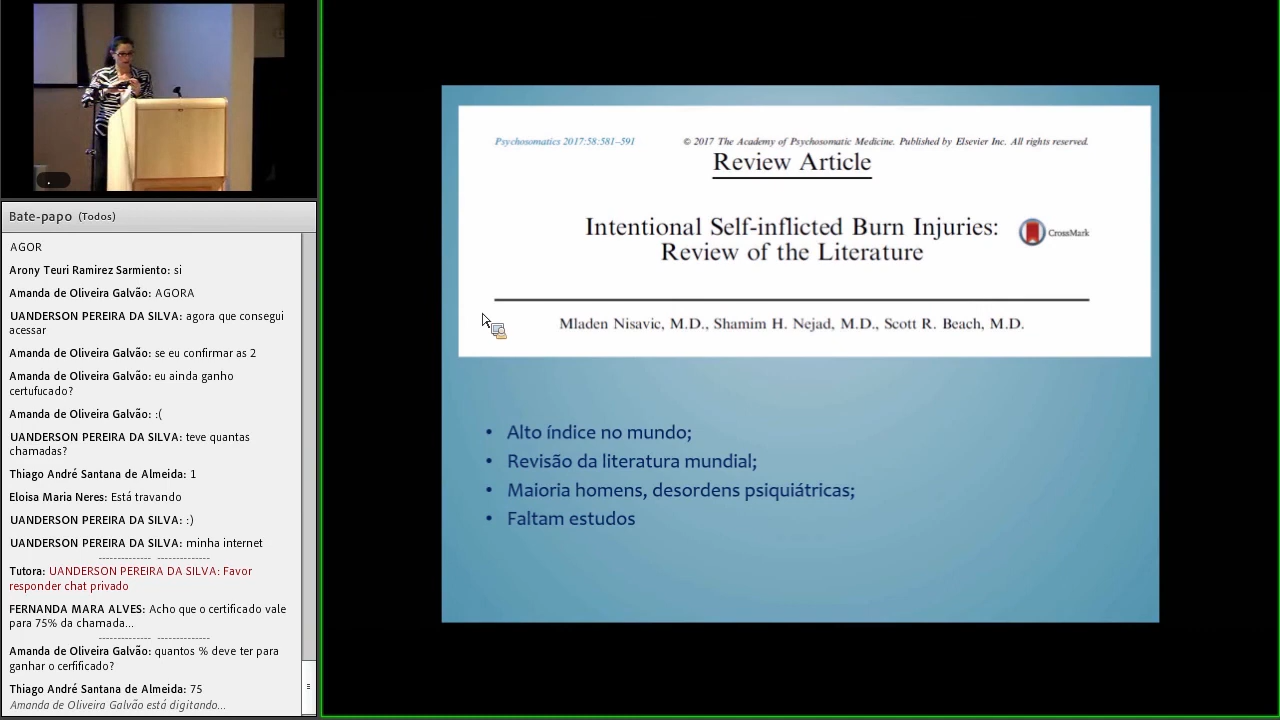 Bate-papo (Todos)
AGOR
Arony Teuri Ramirez Sarmiento: si
Amanda de Oliveira Galvão: AGORA
UANDERSON PEREIRA DA SILVA: agora que consegui
acessar
Amanda de Oliveira Galvão: se eu confirmar as 2
Amanda de Oliveira Galvão: eu ainda ganho
certufucado?
Amanda de Oliveira Galvão: :(
UANDERSON PEREIRA DA SILVA: teve quantas
chamadas?
Thiago André Santana de Almeida: 1
Eloisa Maria Neres: Está travando
UANDERSON PEREIRA DA SILVA: :)
UANDERSON PEREIRA DA SILVA: minha internet
Tutora: UANDERSON PEREIRA DA SILVA: Favor
responder chat privado
FERNANDA MARA ALVES: Acho que o certificado vale
para 75% da chamada...
Amanda de Oliveira Galvão: quantos % deve ter para
ganhar o cerfificado?
Thiago André Santana de Almeida: 75
Amanda de Oliveira Galvão está digitando...
Psychosomatics 2017:58:581–591 © 2017 The Academy of Psychosomatic Medicine. Published by Elsevier Inc. All rights reserved.
Review Article
Intentional Self-inflicted Burn Injuries:
Review of the Literature
CrossMark
Mladen Nisavic, M.D., Shamim H. Nejad, M.D., Scott R. Beach, M.D.
• Alto índice no mundo;
• Revisão da literatura mundial;
• Maioria homens, desordens psiquiátricas;
• Faltam estudos